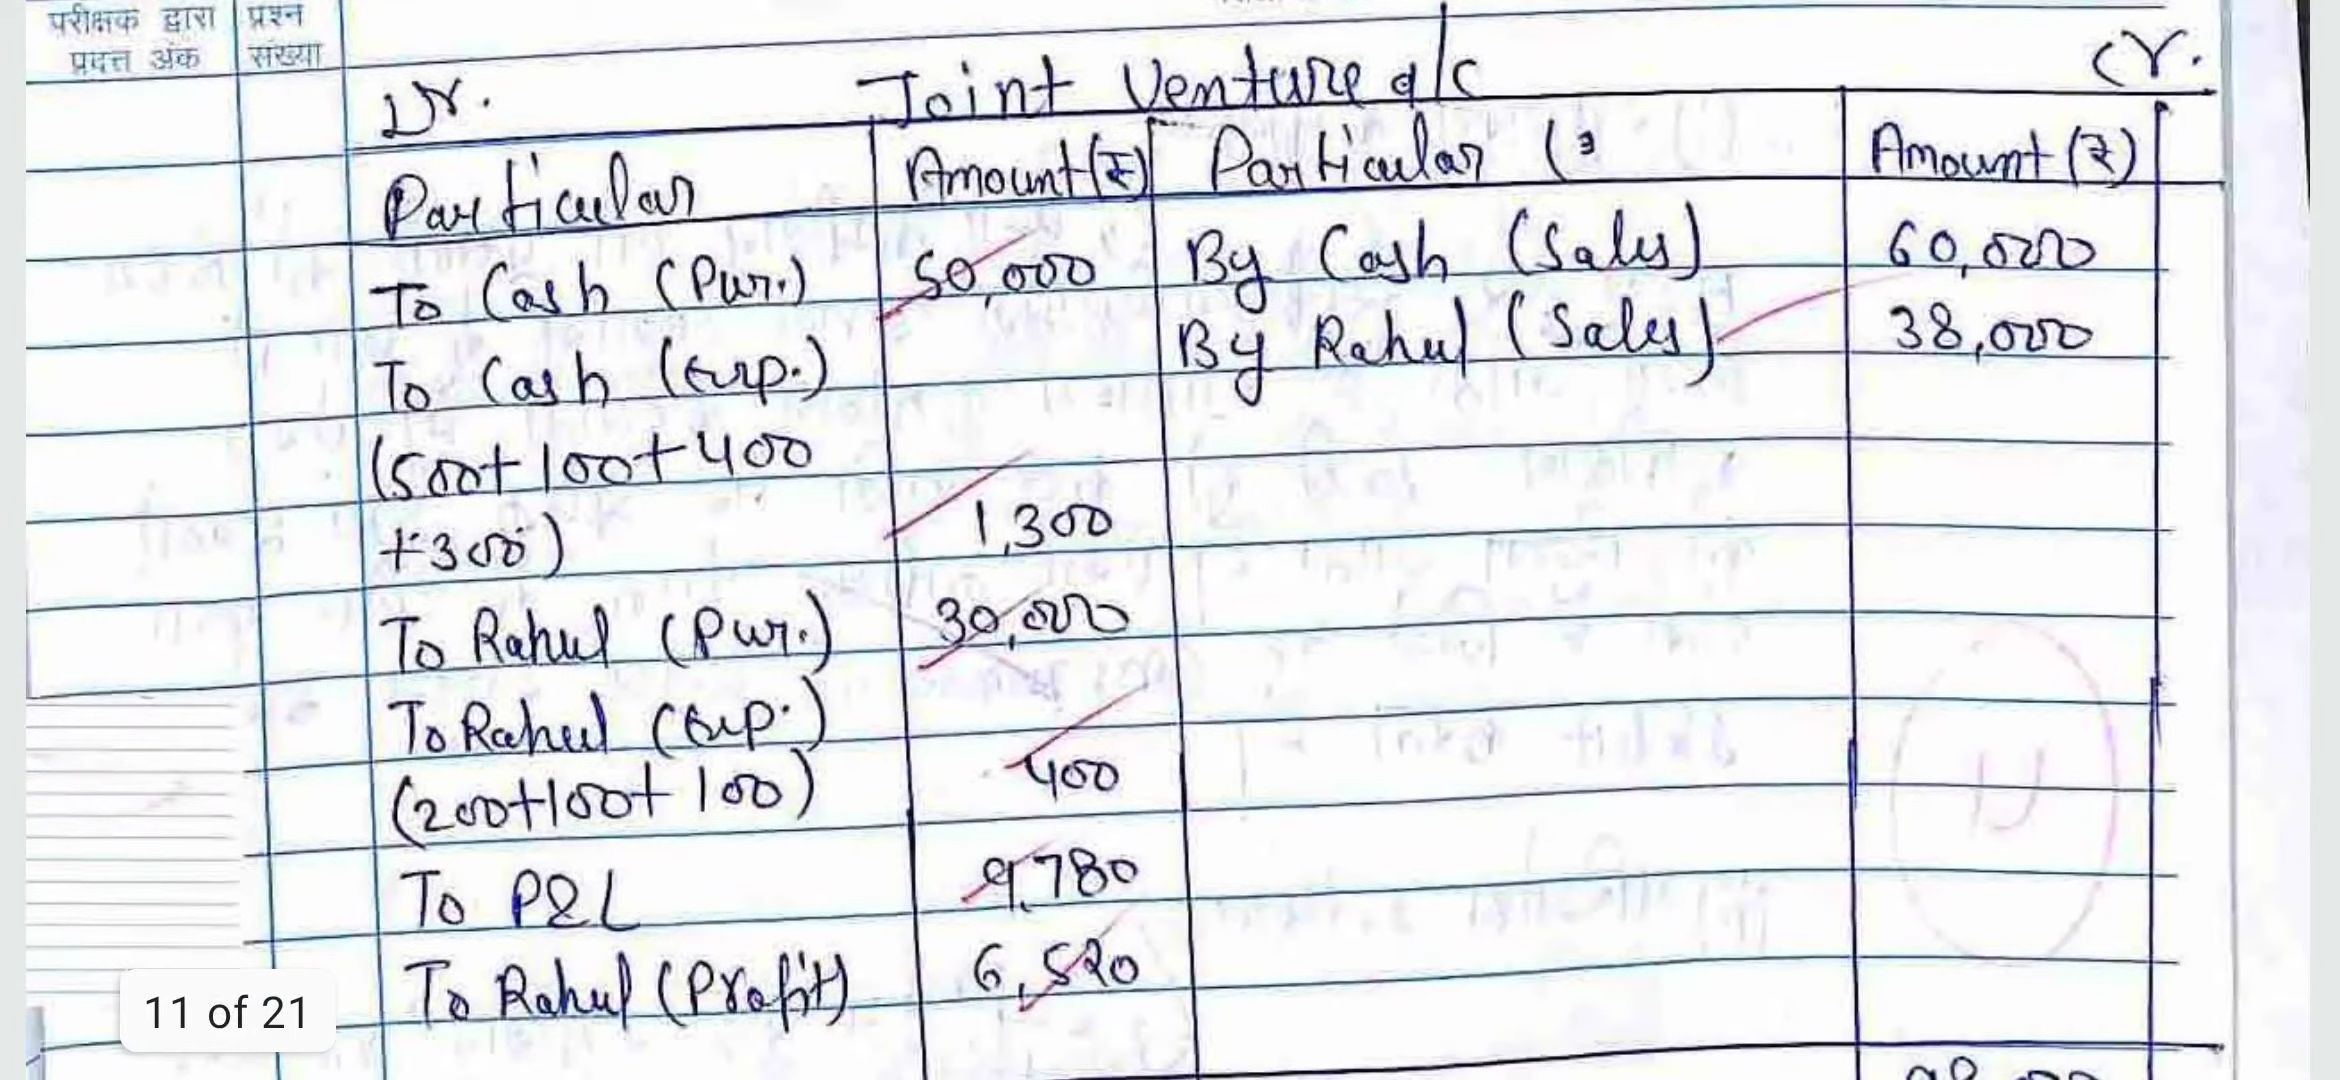 परीक्षक द्वारा प्रदत्त अंक
प्रश्न संख्या
Dr. Joint Venture a/c Cr.
Particular Amount (₹) Particular ( Amount (₹)
To Cash (Pur.) 50,000 By Cash (Sales) 60,000
To Cash (Exp.) By Rahul (Sales) 38,000
(500+100+400
+300) 1,300
To Rahul (Pur.) 30,000
To Rahul (Exp.)
(200+100+100) 400
To P&L 9,780
To Rahul (Profit) 6,520
11 of 21